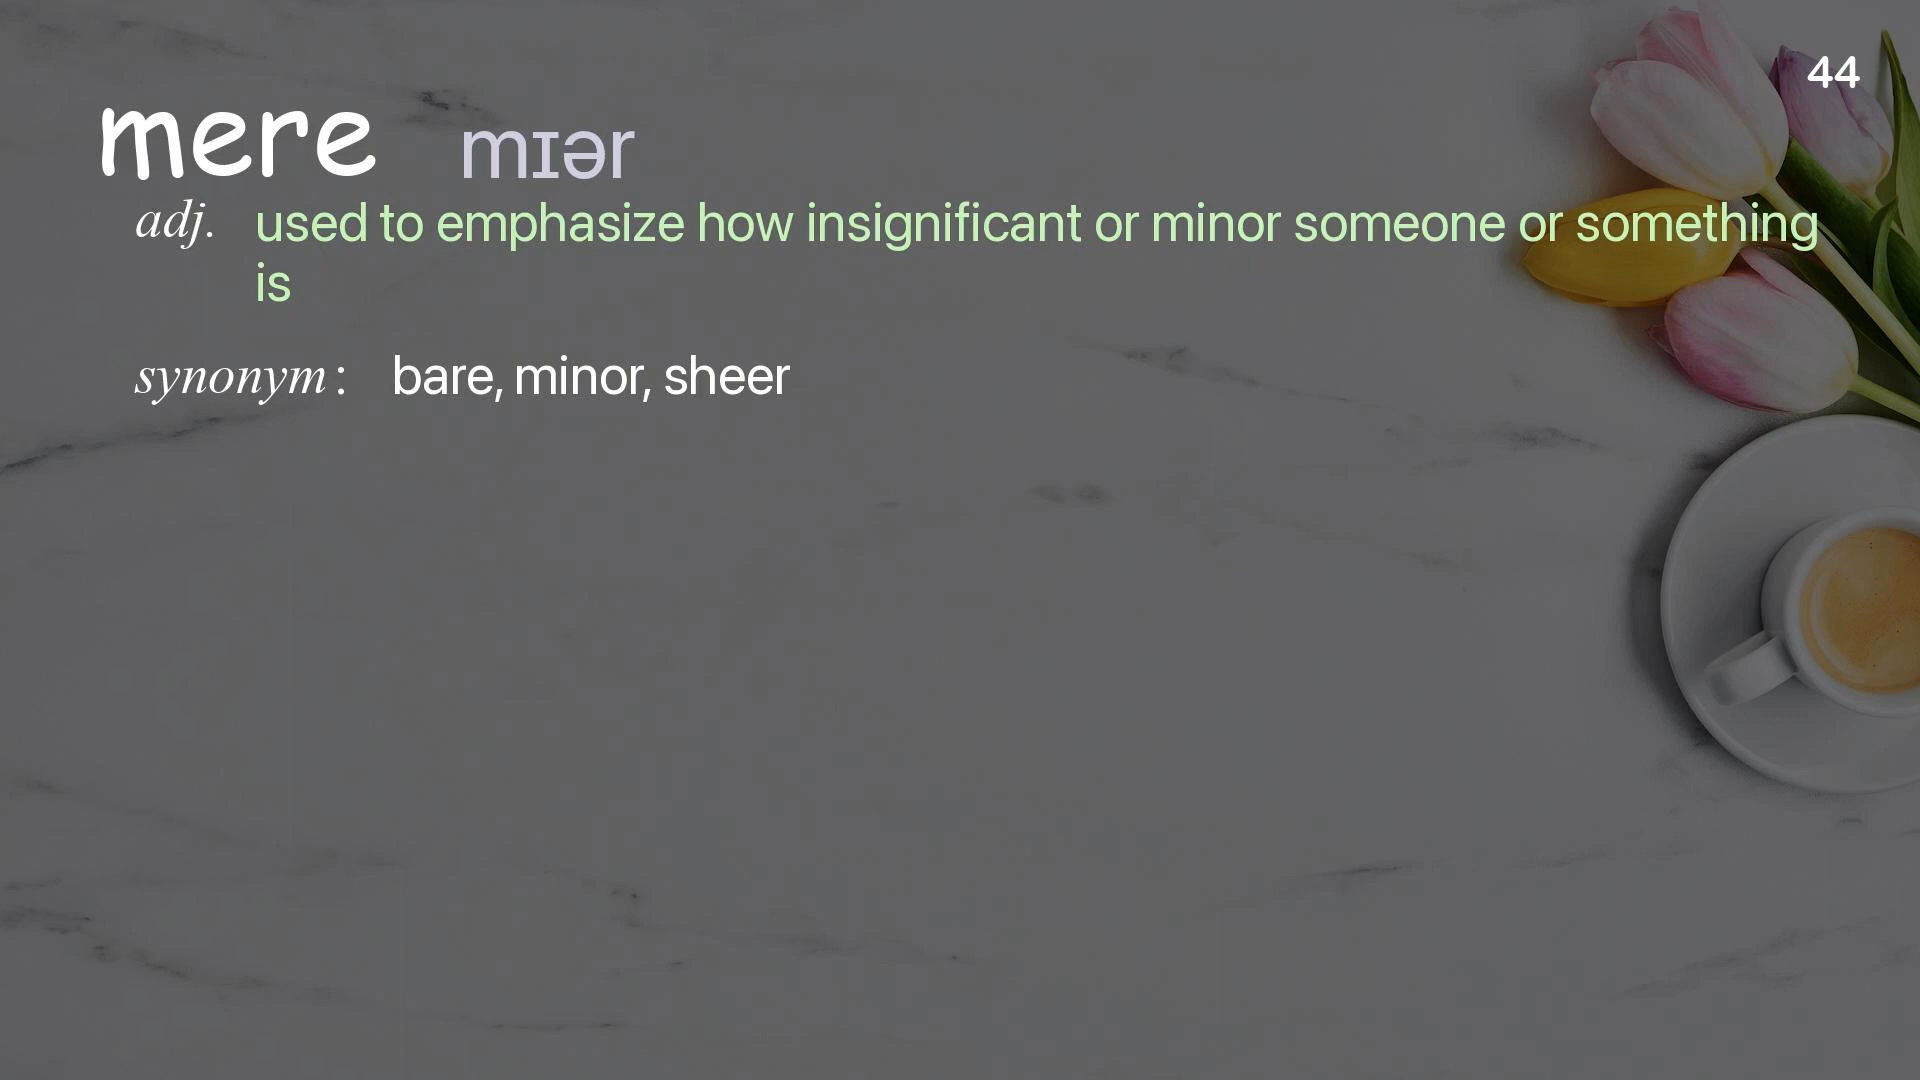 44
mere mɪər
adj. used to emphasize how insignificant or minor someone or something
is
synonym: bare, minor, sheer